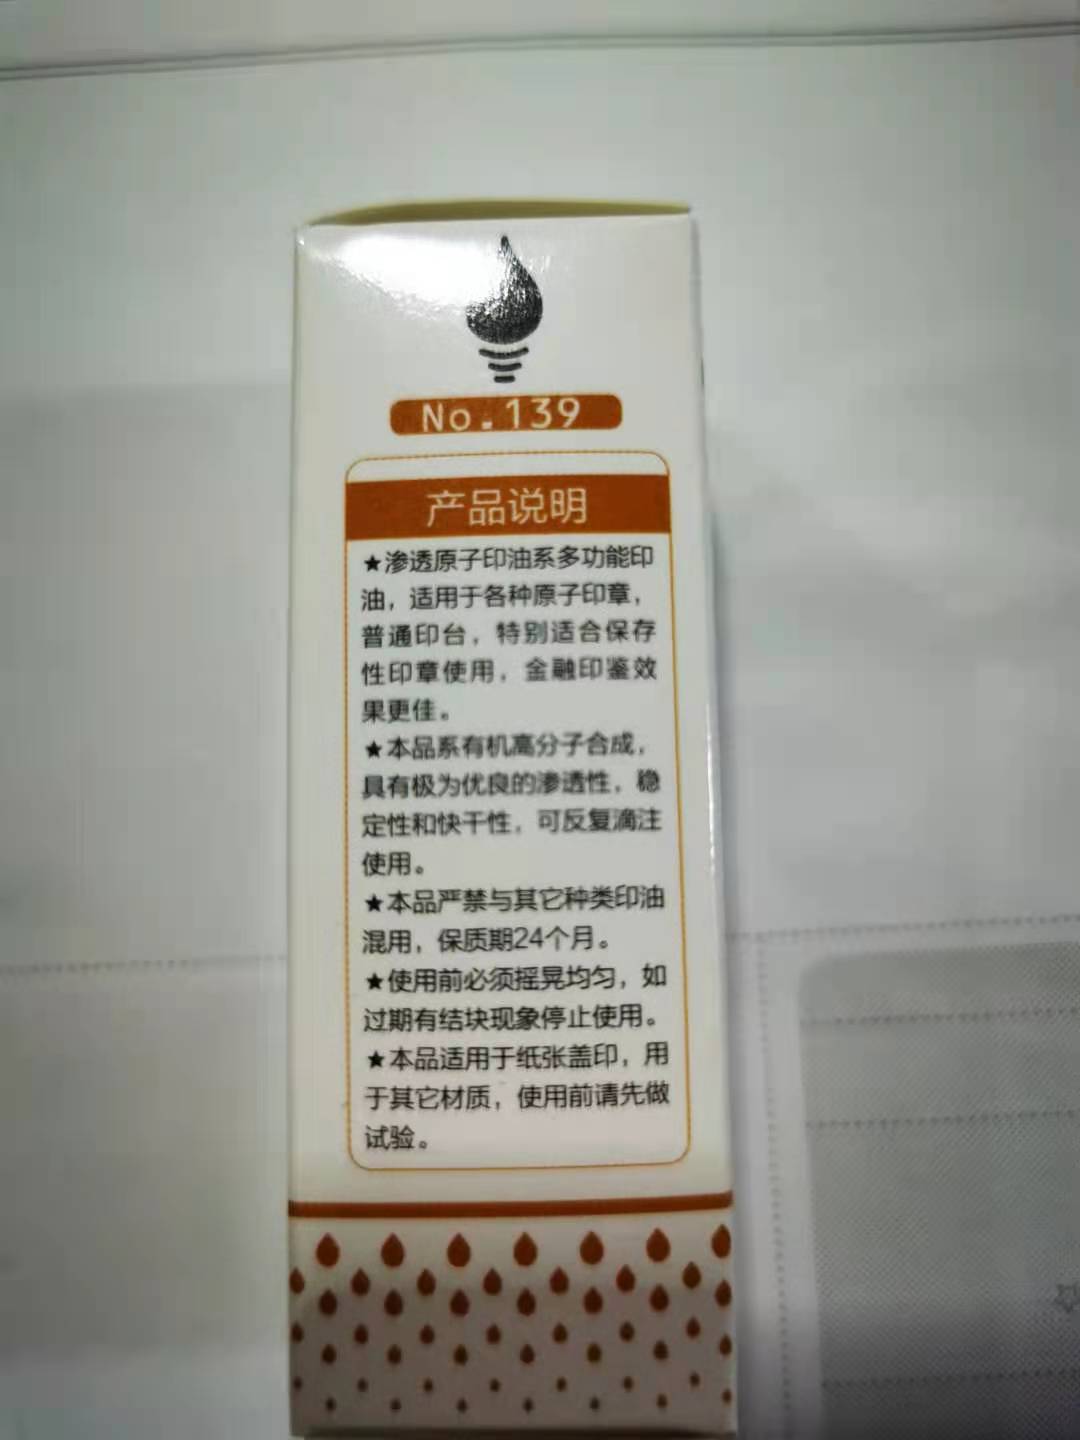 No.139
产品说明
★渗透原子印油系多功能印
油，适用于各种原子印章，
普通印台，特别适合保存
性印章使用，金融印鉴效
果更佳。
★本品系有机高分子合成，
具有极为优良的渗透性，稳
定性和快干性，可反复滴注
使用。
★本品严禁与其它种类印油
混用，保质期24个月。
★使用前必须摇晃均匀，如
过期有结块现象停止使用。
★本品适用于纸张盖印，用
于其它材质，使用前请先做
试验。